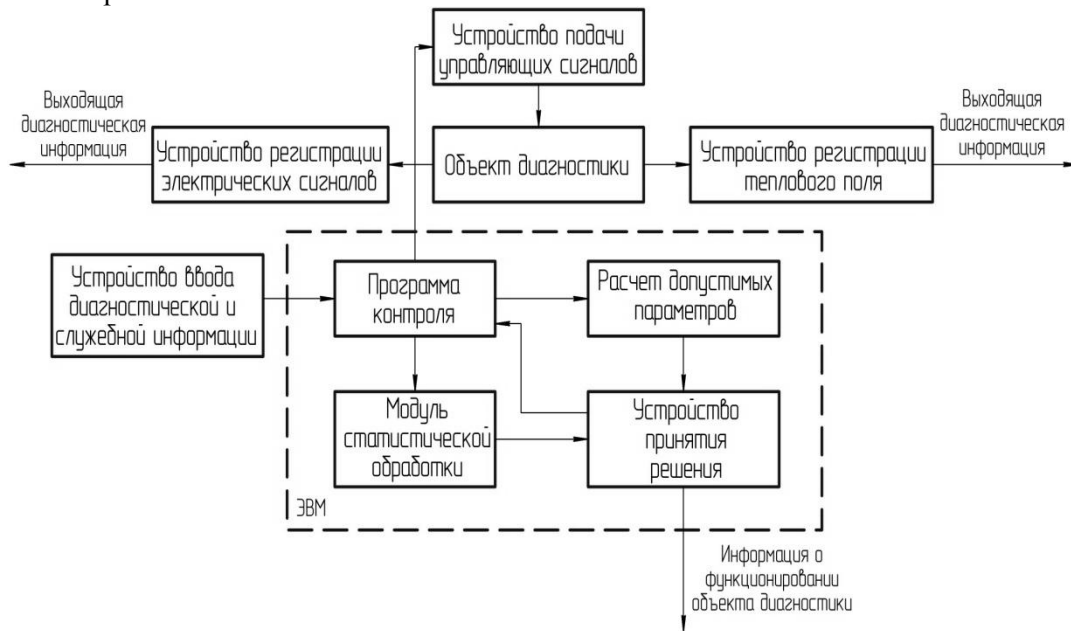 Устройство подачи
управляющих сигналов
Выходящая
диагностическая
информация
Выходящая
диагностическая
информация
Устройство регистрации
электрических сигналов
Объект диагностики
Устройство регистрации
теплового поля
Устройство ввода
диагностической и
служебной информации
Программа
контроля
Расчет допустимых
параметров
Модуль
статистической
обработки
Устройство
принятия
решения
ЭВМ
Информация о
функционировании
объекта диагностики